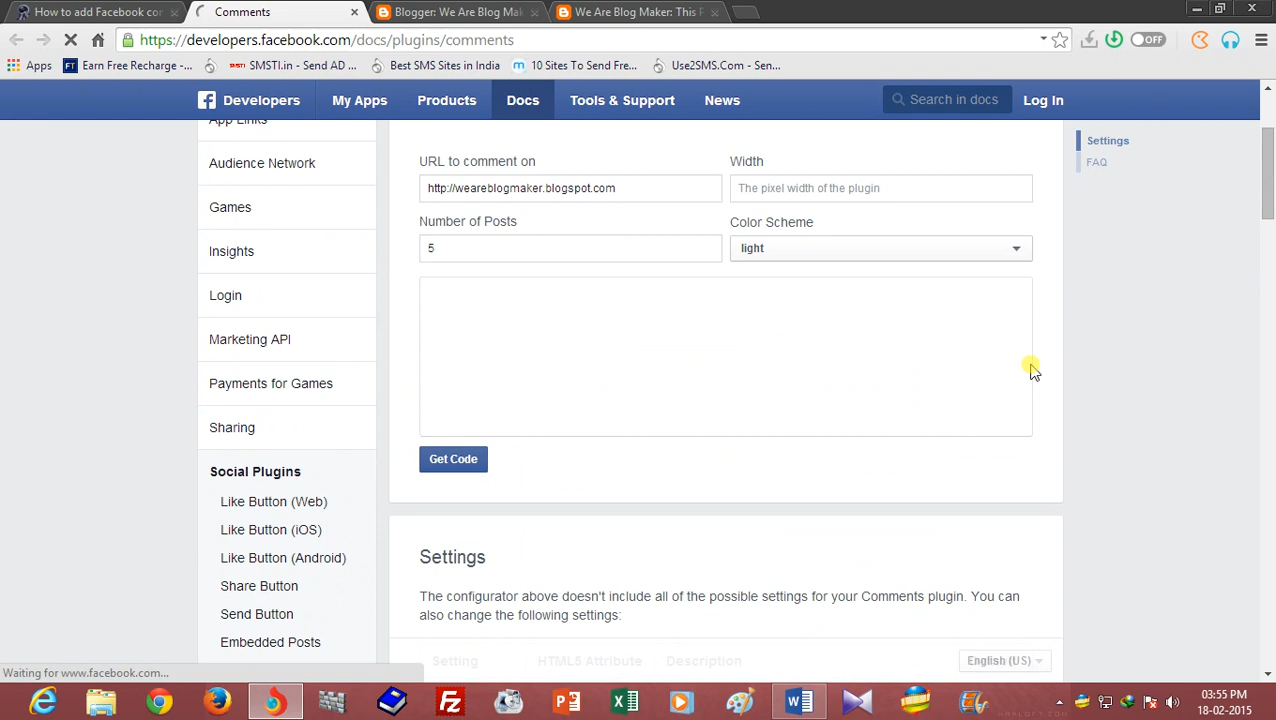 How to add Facebook cor
Comments
Blogger: We Are Blog Mak
We Are Blog Maker: This P
https://developers.facebook.com/docs/plugins/comments
OFF
Apps
FT Earn Free Recharge -...
SMSTI.in - Send AD ...
Best SMS Sites in India
m 10 Sites To Send Fre...
Use2SMS.Com - Sen...
Developers
My Apps
Products
Docs
Tools & Support
News
Search in docs
Log In
App Links
Audience Network
Games
Insights
Login
Marketing API
Payments for Games
Sharing
Social Plugins
Like Button (Web)
Like Button (iOS)
Like Button (Android)
Share Button
Send Button
Embedded Posts
URL to comment on
Width
http://weareblogmaker.blogspot.com
The pixel width of the plugin
Number of Posts
Color Scheme
5
light
Get Code
Settings
The configurator above doesn't include all of the possible settings for your Comments plugin. You can
also change the following settings:
Setting
HTML5 Attribute
Description
English (US)
Settings
FAQ
Waiting for www.facebook.com...
03:55 PM
18-02-2015